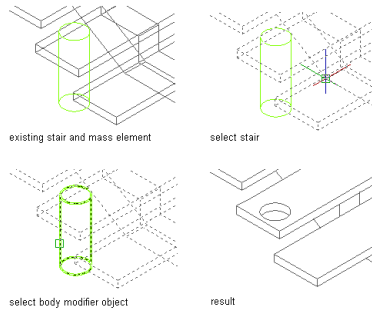 existing stair and mass element
select stair
select body modifier object
result